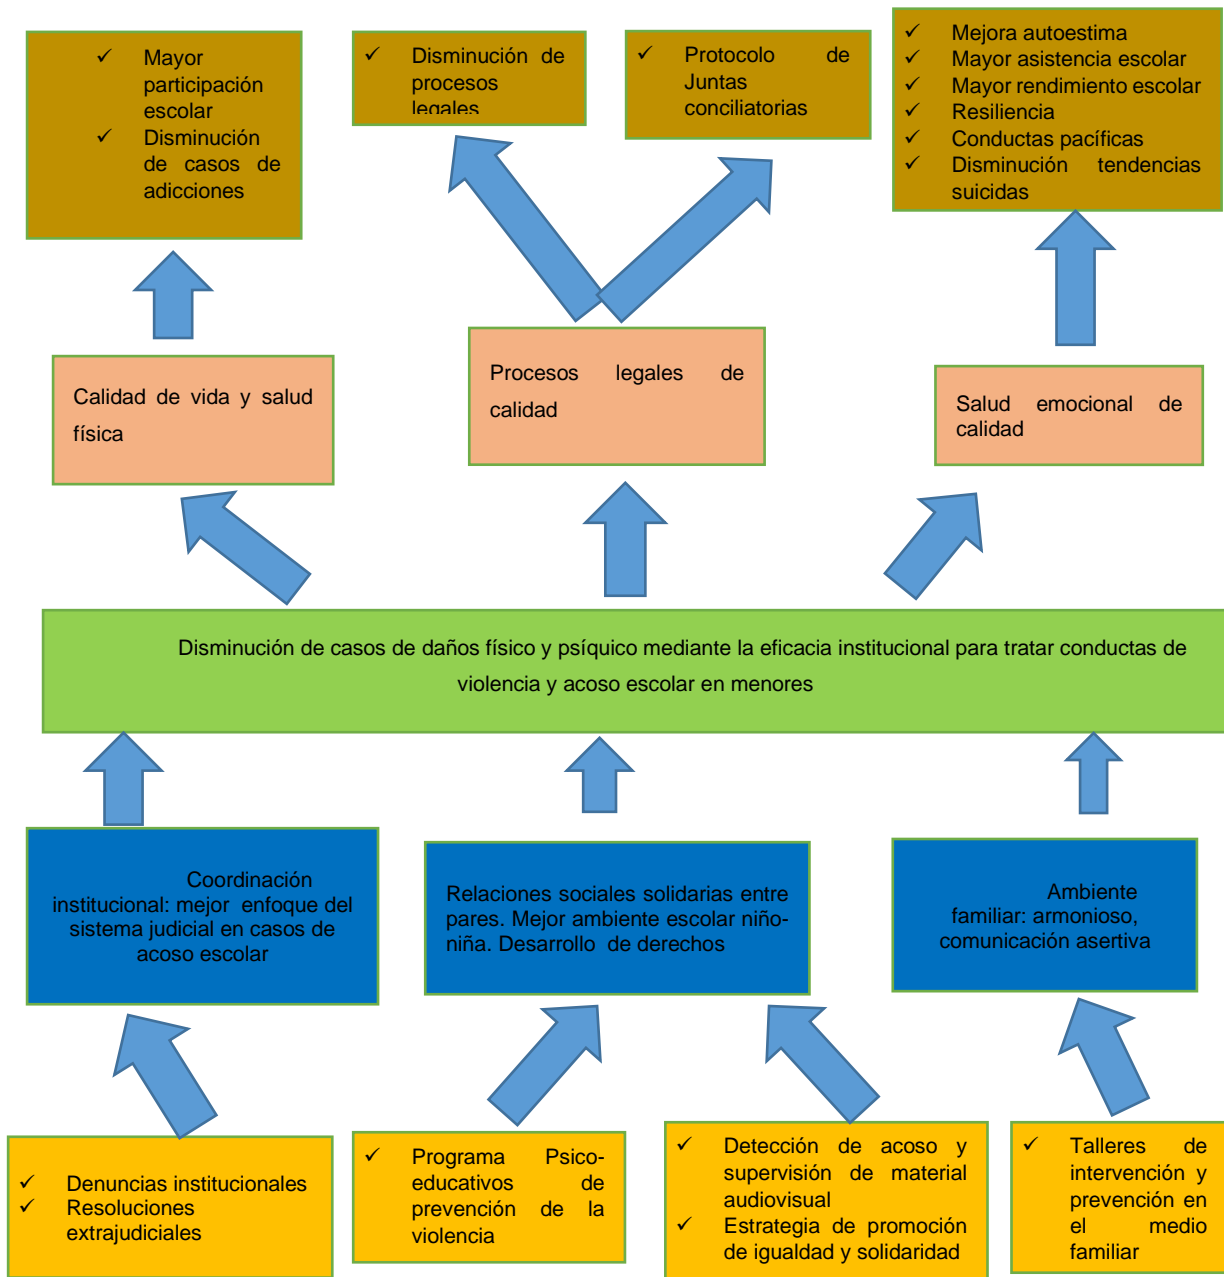 ✓ Mayor
participación
escolar
✓ Disminución
de casos de
adicciones
✓ Disminución de
procesos
legales
✓ Protocolo de
Juntas
conciliatorias
✓ Mejora autoestima
✓ Mayor asistencia escolar
✓ Mayor rendimiento escolar
✓ Resiliencia
✓ Conductas pacíficas
✓ Disminución tendencias
suicidas
Calidad de vida y salud
física
Procesos legales de
calidad
Salud emocional de
calidad
Disminución de casos de daños físico y psíquico mediante la eficacia institucional para tratar conductas de
violencia y acoso escolar en menores
Coordinación
institucional: mejor enfoque del
sistema judicial en casos de
acoso escolar
Relaciones sociales solidarias entre
pares. Mejor ambiente escolar niño-
niña. Desarrollo de derechos
Ambiente
familiar: armonioso,
comunicación asertiva
✓ Denuncias institucionales
✓ Resoluciones
extrajudiciales
✓ Programa Psico-
educativos de
prevención de la
violencia
✓ Detección de acoso y
supervisión de material
audiovisual
✓ Estrategia de promoción
de igualdad y solidaridad
✓ Talleres de
intervención y
prevención en
el medio
familiar